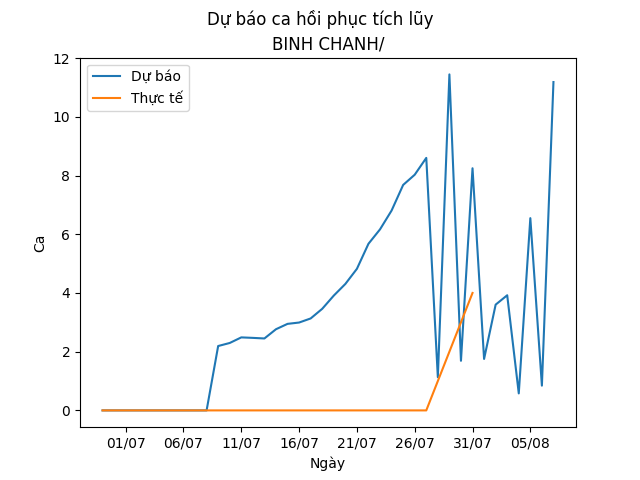 Dự báo ca hồi phục tích lũy
BINH CHANH/
Dự báo
Thực tế
12
10
8
6
4
2
0
Ca
01/07 06/07 11/07 16/07 21/07 26/07 31/07 05/08
Ngày